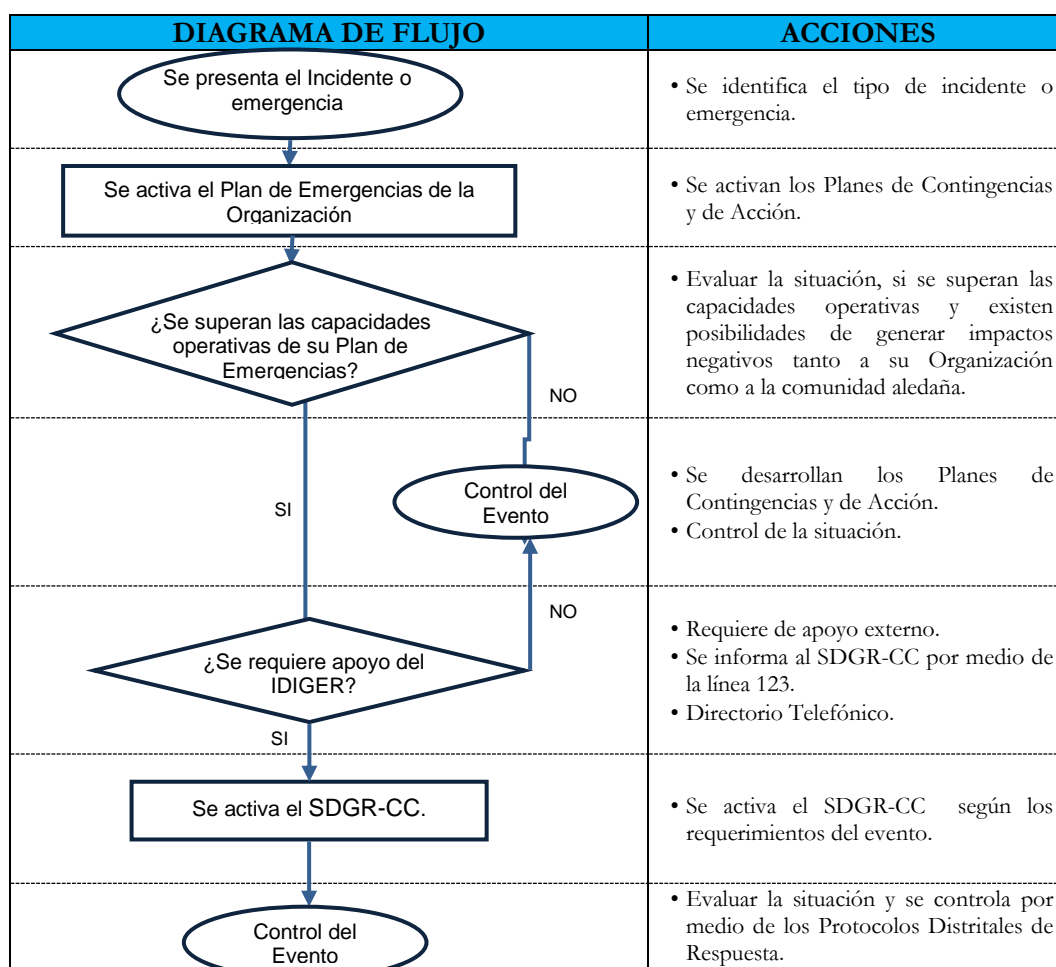 DIAGRAMA DE FLUJO
ACCIONES
Se presenta el Incidente o
emergencia
• Se identifica el tipo de incidente o
emergencia.
Se activa el Plan de Emergencias de la
Organización
• Se activan los Planes de Contingencias
y de Acción.
¿Se superan las capacidades
operativas de su Plan de
Emergencias?
NO
• Evaluar la situación, si se superan las
capacidades operativas y existen
posibilidades de generar impactos
negativos tanto a su Organización
como a la comunidad aledaña.
SI
Control del
Evento
• Se desarrollan los Planes de
Contingencias y de Acción.
• Control de la situación.
NO
¿Se requiere apoyo del
IDIGER?
SI
• Requiere de apoyo externo.
• Se informa al SDGR-CC por medio de
la línea 123.
• Directorio Telefónico.
Se activa el SDGR-CC.
• Se activa el SDGR-CC según los
requerimientos del evento.
Control del
Evento
• Evaluar la situación y se controla por
medio de los Protocolos Distritales de
Respuesta.